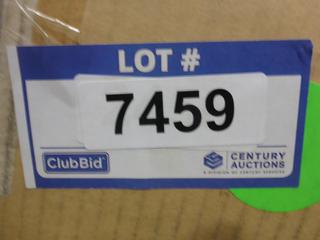 LOT #
7459
ClubBid
CENTURY
AUCTIONS
A DIVISION OF CENTURY SERVICES